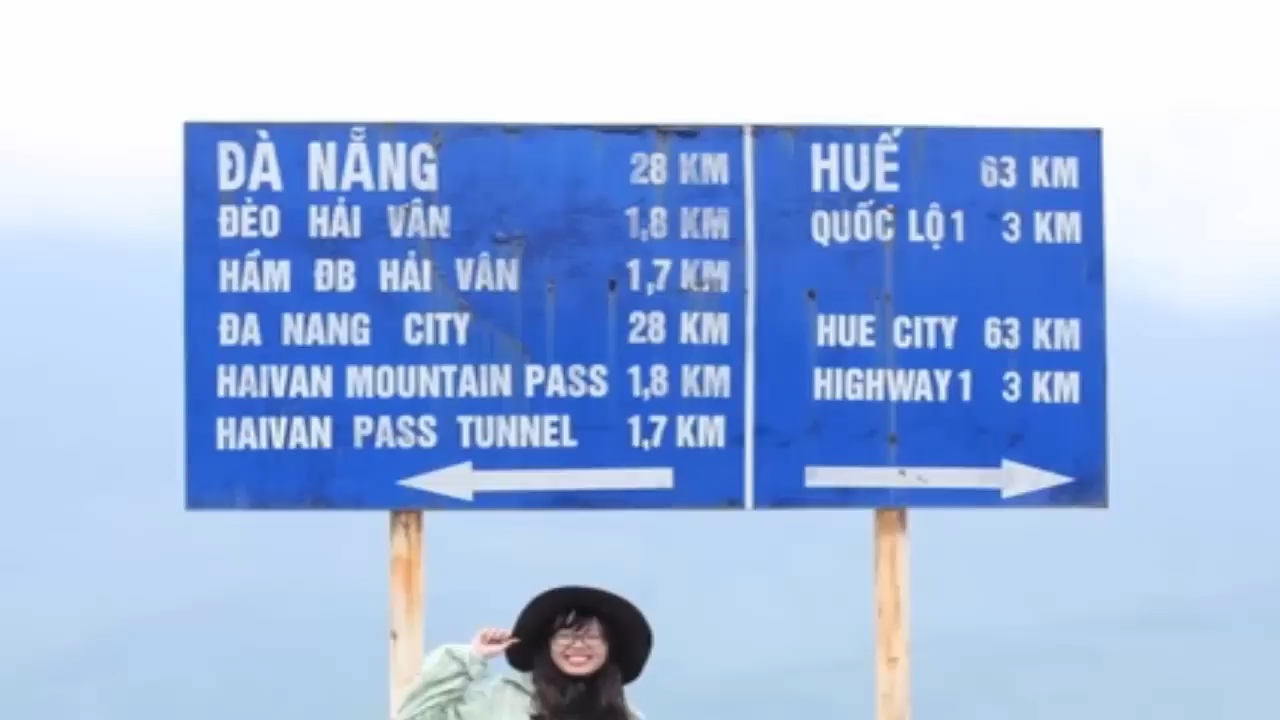 ĐÀ NẴNG 28 KM
ĐÈO HẢI VÂN 1,8 KM
HẦM ĐB HẢI VÂN 1,7 KM
ĐA NANG CITY 28 KM
HAIVAN MOUNTAIN PASS 1,8 KM
HAIVAN PASS TUNNEL 1,7 KM
HUẾ 63 KM
QUỐC LỘ 1 3 KM
HUE CITY 63 KM
HIGHWAY 1 3 KM